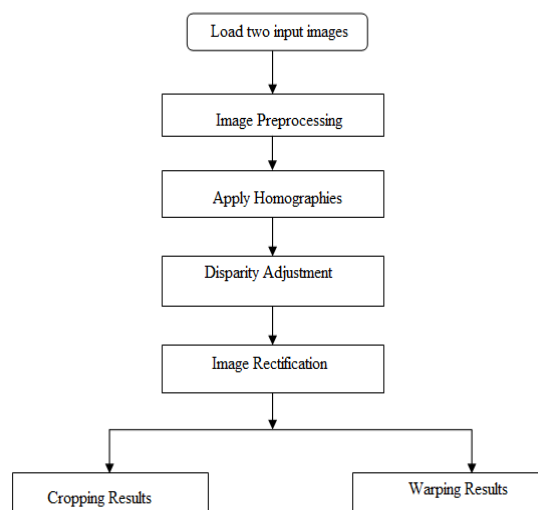 Load two input images
Image Preprocessing
Apply Homographies
Disparity Adjustment
Image Rectification
Cropping Results
Warping Results